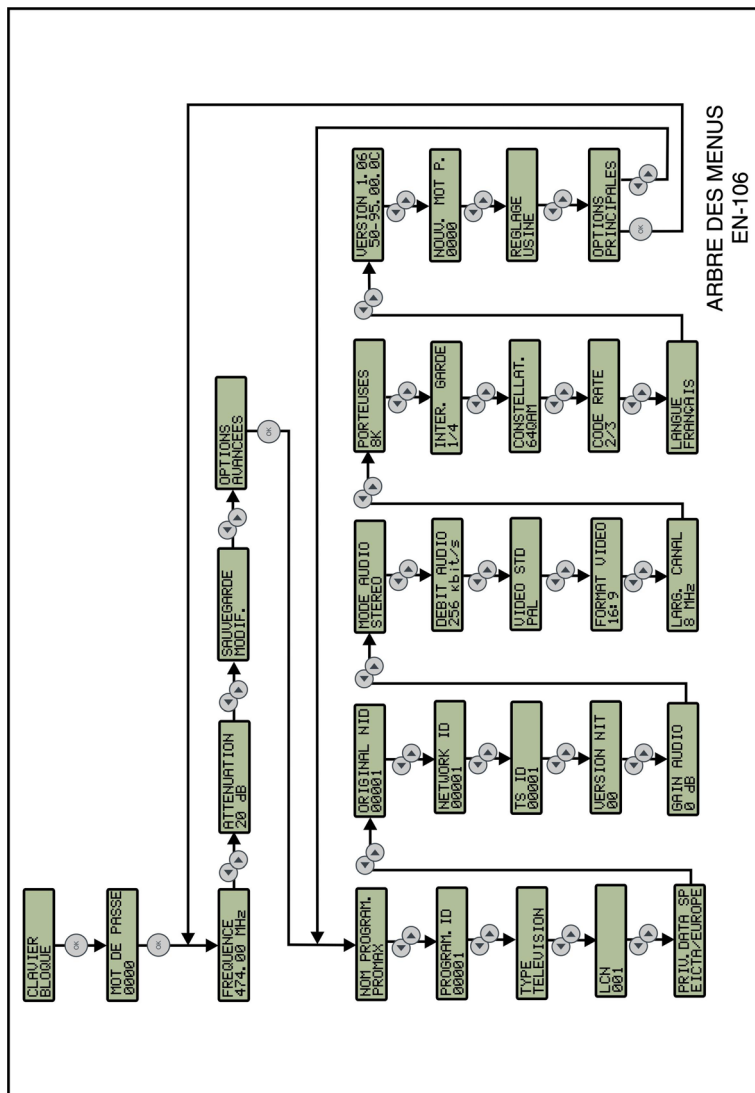 CLAVIER
BLOQUE
OK
MOT DE PASSE
0000
OK
FREQUENCE
474.00 MHz
ATTENUATION
20 dB
SAUVEGARDE
MODIF.
OPTIONS
AVANCEES
OK
NOM PROGRAM.
PROMAX
PROGRAM.ID
00001
TYPE
TELEVISION
LCN
001
PRIV.DATA SP
EICTA/EUROPE
ORIGINAL NID
00001
NETWORK ID
00001
TS ID
00001
VERSION NIT
00
GAIN AUDIO
0 dB
MODE AUDIO
STEREO
DEBIT AUDIO
256 kbit/s
VIDEO STD
PAL
FORMAT VIDEO
16:9
LARG. CANAL
8 MHz
PORTEUSES
8K
INTER. GARDE
1/4
CONSTELLAT.
64QAM
CODE RATE
2/3
LANGUE
FRANÇAIS
VERSION 1.06
50-95.00.0C
NOUV. MOT P.
0000
REGLAGE
USINE
OPTIONS
PRINCIPALES
OK
ARBRE DES MENUS
EN-106